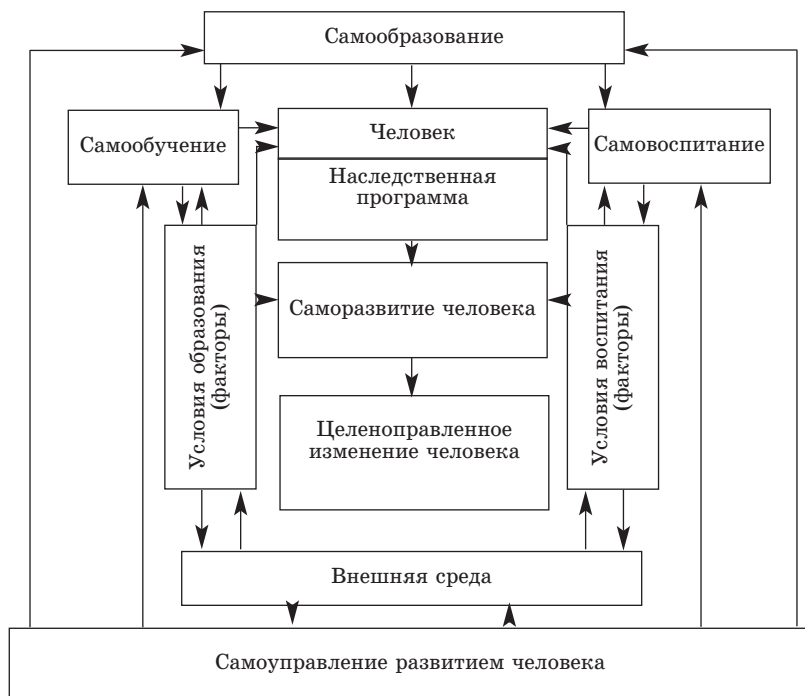 Самообразование
Самообучение
Человек
Самовоспитание
Наследственная
программа
Условия образования
(факторы)
Саморазвитие человека
Условия воспитания
(факторы)
Целеноправленное
изменение человека
Внешняя среда
Самоуправление развитием человека